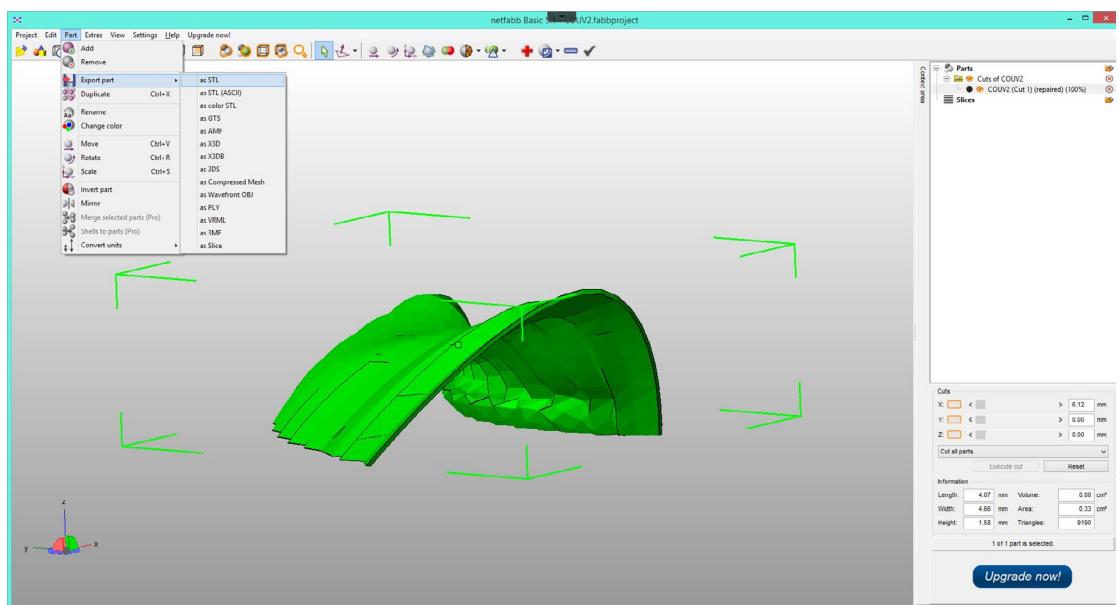 netfabb Basic 5.1 - COUV2.fabbproject
Project Edit Part Extras View Settings Help Upgrade now!
Add
Remove
Export part
Duplicate Ctrl+X
Rename
Change color
Move Ctrl+V
Rotate Ctrl+R
Scale Ctrl+S
Invert part
Mirror
Merge selected parts (Pro)
Shells to parts (Pro)
Convert units
as STL
as STL (ASCII)
as color STL
as GTS
as AMF
as X3D
as X3DB
as 3DS
as Compressed Mesh
as Wavefront OBJ
as PLY
as VRML
as 3MF
as Slice
z
y
x
Context area
Parts
Cuts of COUV2
COUV2 (Cut 1) (repaired) (100%)
Slices
Cuts
X: < > 6.12 mm
Y: < > 0.00 mm
Z: < > 0.00 mm
Cut all parts
Execute cut Reset
Information
Length: 4.07 mm Volume: 0.00 cm³
Width: 4.66 mm Area: 0.33 cm²
Height: 1.58 mm Triangles: 9190
1 of 1 part is selected.
Upgrade now!